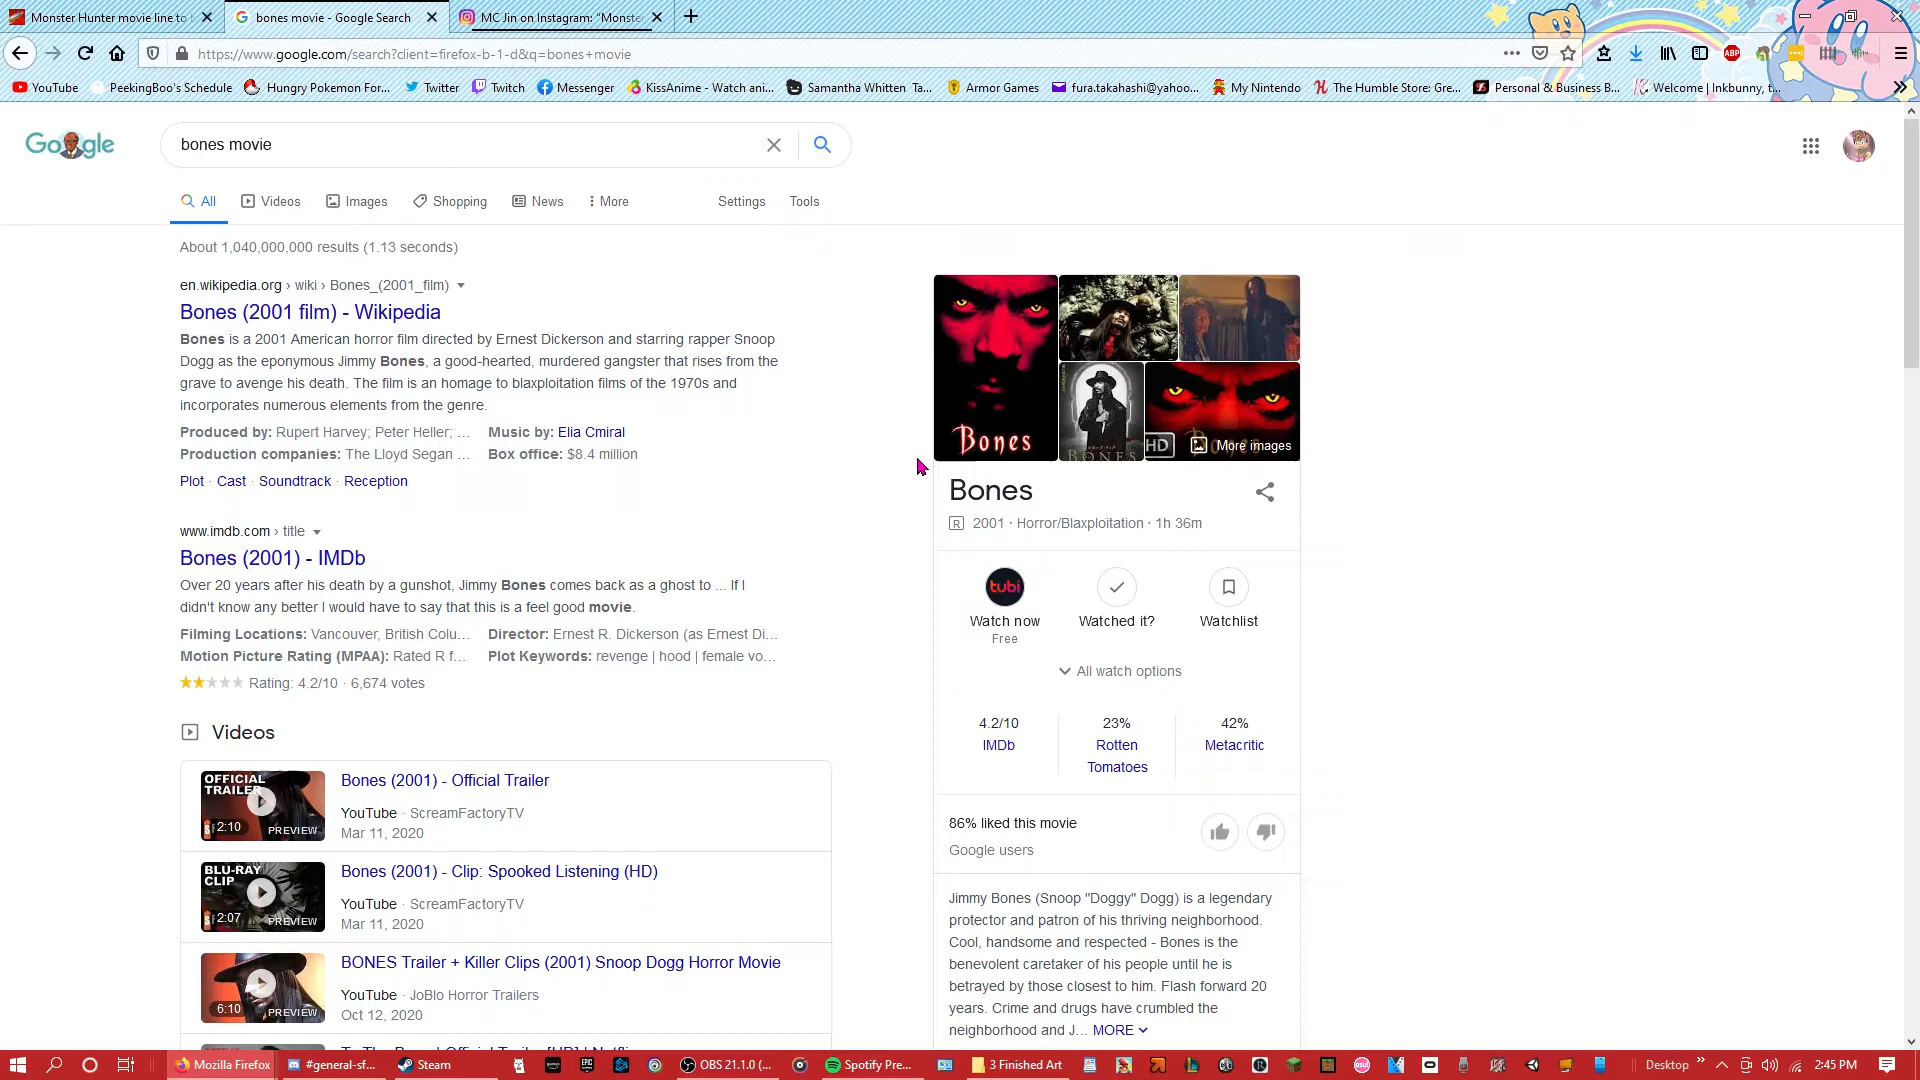 Monster Hunter movie line to b
bones movie - Google Search
MC Jin on Instagram: "Monste
https://www.google.com/search?client=firefox-b-1-d&q=bones+movie
ABP
YouTube
PeekingBoo's Schedule
Hungry Pokemon For...
Twitter
Twitch
Messenger
KissAnime - Watch ani...
Samantha Whitten Ta...
Armor Games
fura.takahashi@yahoo...
My Nintendo
The Humble Store: Gre...
Personal & Business B...
Welcome | Inkbunny, t...
Google
bones movie
All
Videos
Images
Shopping
News
More
Settings
Tools
About 1,040,000,000 results (1.13 seconds)
en.wikipedia.org › wiki › Bones_(2001_film)
Bones (2001 film) - Wikipedia
Bones is a 2001 American horror film directed by Ernest Dickerson and starring rapper Snoop
Dogg as the eponymous Jimmy Bones, a good-hearted, murdered gangster that rises from the
grave to avenge his death. The film is an homage to blaxploitation films of the 1970s and
incorporates numerous elements from the genre.
Produced by: Rupert Harvey; Peter Heller; ...
Music by: Elia Cmiral
Production companies: The Lloyd Segan ...
Box office: $8.4 million
Plot · Cast · Soundtrack · Reception
www.imdb.com › title
Bones (2001) - IMDb
Over 20 years after his death by a gunshot, Jimmy Bones comes back as a ghost to ... If I
didn't know any better I would have to say that this is a feel good movie.
Filming Locations: Vancouver, British Colu...
Director: Ernest R. Dickerson (as Ernest Di...
Motion Picture Rating (MPAA): Rated R f...
Plot Keywords: revenge | hood | female vo...
Rating: 4.2/10 · 6,674 votes
Videos
OFFICIAL
TRAILER
2:10
PREVIEW
Bones (2001) - Official Trailer
YouTube · ScreamFactoryTV
Mar 11, 2020
BLU-RAY
CLIP
2:07
PREVIEW
Bones (2001) - Clip: Spooked Listening (HD)
YouTube · ScreamFactoryTV
Mar 11, 2020
6:10
PREVIEW
BONES Trailer + Killer Clips (2001) Snoop Dogg Horror Movie
YouTube · JoBlo Horror Trailers
Oct 12, 2020
Bones
BONES
HD
More images
Bones
R 2001 · Horror/Blaxploitation · 1h 36m
tubi
Watch now
Free
Watched it?
Watchlist
All watch options
4.2/10
IMDb
23%
Rotten
Tomatoes
42%
Metacritic
86% liked this movie
Google users
Jimmy Bones (Snoop "Doggy" Dogg) is a legendary
protector and patron of his thriving neighborhood.
Cool, handsome and respected - Bones is the
benevolent caretaker of his people until he is
betrayed by those closest to him. Flash forward 20
years. Crime and drugs have crumbled the
neighborhood and J... MORE
Mozilla Firefox
#general-sf...
Steam
OBS 21.1.0 (...
Spotify Pre...
3 Finished Art
osu!
Desktop
2:45 PM